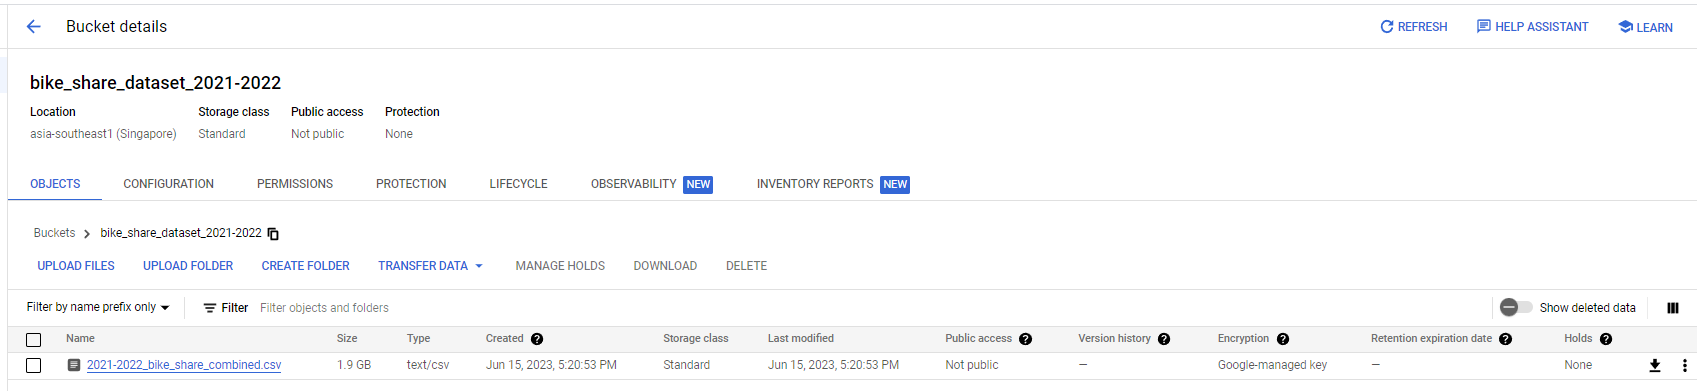 Bucket details
REFRESH HELP ASSISTANT LEARN
bike_share_dataset_2021-2022
Location Storage class Public access Protection
asia-southeast1 (Singapore) Standard Not public None
OBJECTS CONFIGURATION PERMISSIONS PROTECTION LIFECYCLE OBSERVABILITY NEW INVENTORY REPORTS NEW
Buckets > bike_share_dataset_2021-2022
UPLOAD FILES UPLOAD FOLDER CREATE FOLDER TRANSFER DATA MANAGE HOLDS DOWNLOAD DELETE
Filter by name prefix only Filter Filter objects and folders Show deleted data
Name Size Type Created ? Storage class Last modified Public access ? Version history ? Encryption ? Retention expiration date ? Holds ?
2021-2022_bike_share_combined.csv 1.9 GB text/csv Jun 15, 2023, 5:20:53 PM Standard Jun 15, 2023, 5:20:53 PM Not public — Google-managed key — None